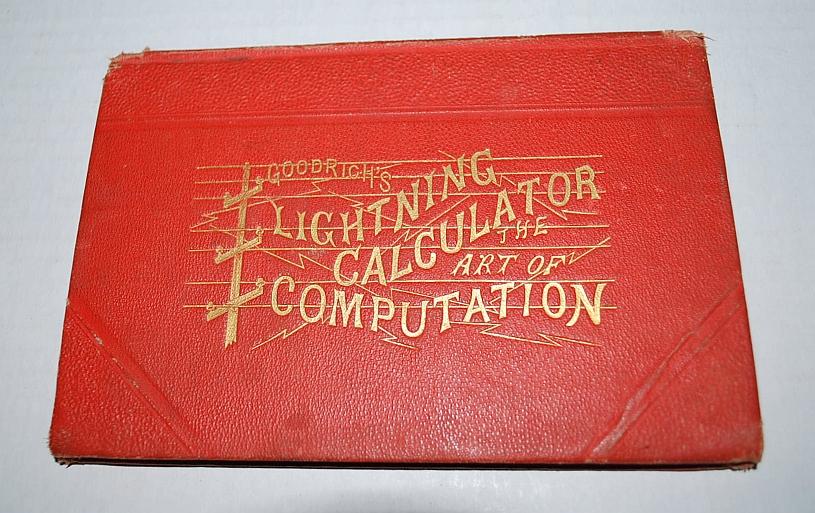 GOODRICH'S
LIGHTNING
CALCULATOR
THE
ART OF
COMPUTATION